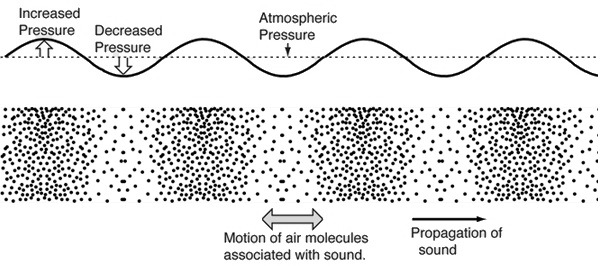 Increased
Pressure
Decreased
Pressure
Atmospheric
Pressure
Motion of air molecules
associated with sound.
Propagation of
sound